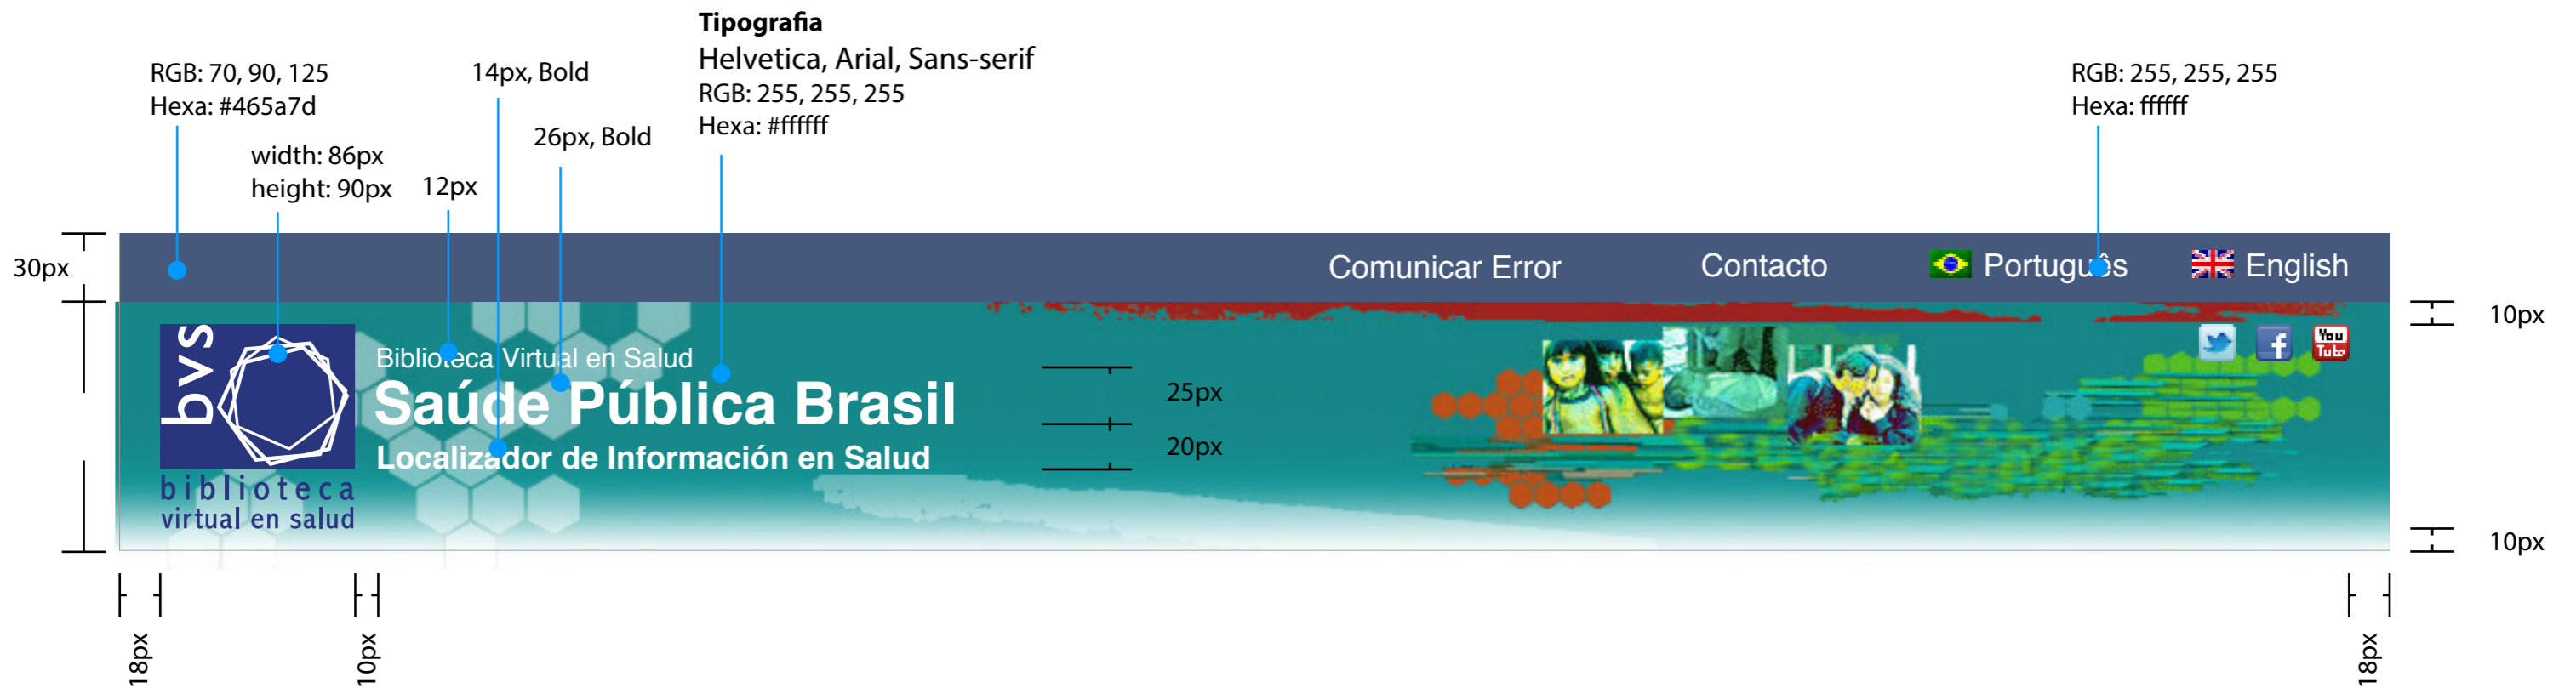 Tipografia
Helvetica, Arial, Sans-serif
RGB: 255, 255, 255
Hexa: #ffffff
RGB: 70, 90, 125
Hexa: #465a7d
14px, Bold
RGB: 255, 255, 255
Hexa: ffffff
26px, Bold
width: 86px
height: 90px
12px
30px
Comunicar Error
Contacto
Português
English
10px
bvs
Biblioteca Virtual en Salud
Saúde Pública Brasil
Localizador de Información en Salud
biblioteca
virtual en salud
25px
20px
You
Tube
10px
18px
10px
18px